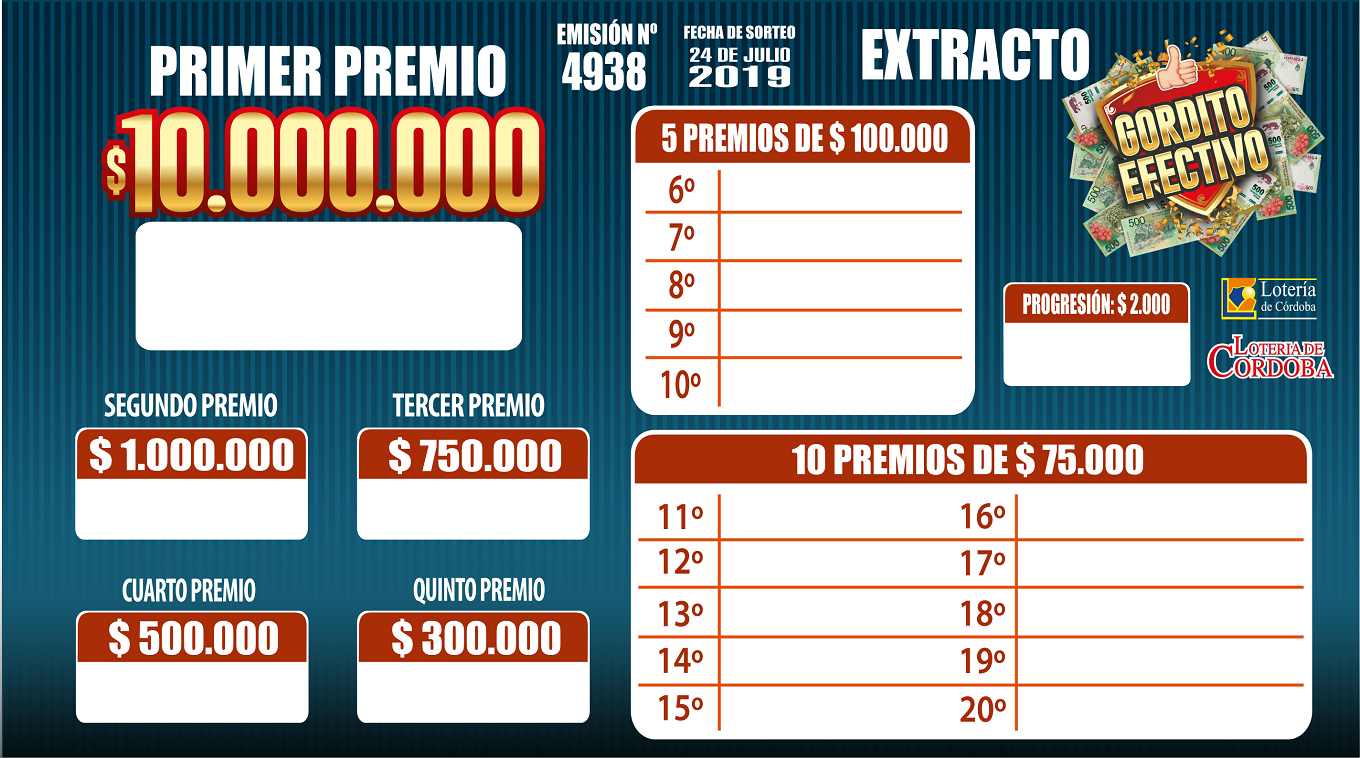 PRIMER PREMIO
$10.000.000
EMISIÓN Nº
4938
FECHA DE SORTEO
24 DE JULIO
2019
EXTRACTO
GORDITO
EFECTIVO
5 PREMIOS DE $ 100.000
6º
7º
8º
9º
10º
PROGRESIÓN: $ 2.000
Lotería
de Córdoba
LOTERIA DE
CORDOBA
SEGUNDO PREMIO
$ 1.000.000
TERCER PREMIO
$ 750.000
CUARTO PREMIO
$ 500.000
QUINTO PREMIO
$ 300.000
10 PREMIOS DE $ 75.000
11º
12º
13º
14º
15º
16º
17º
18º
19º
20º